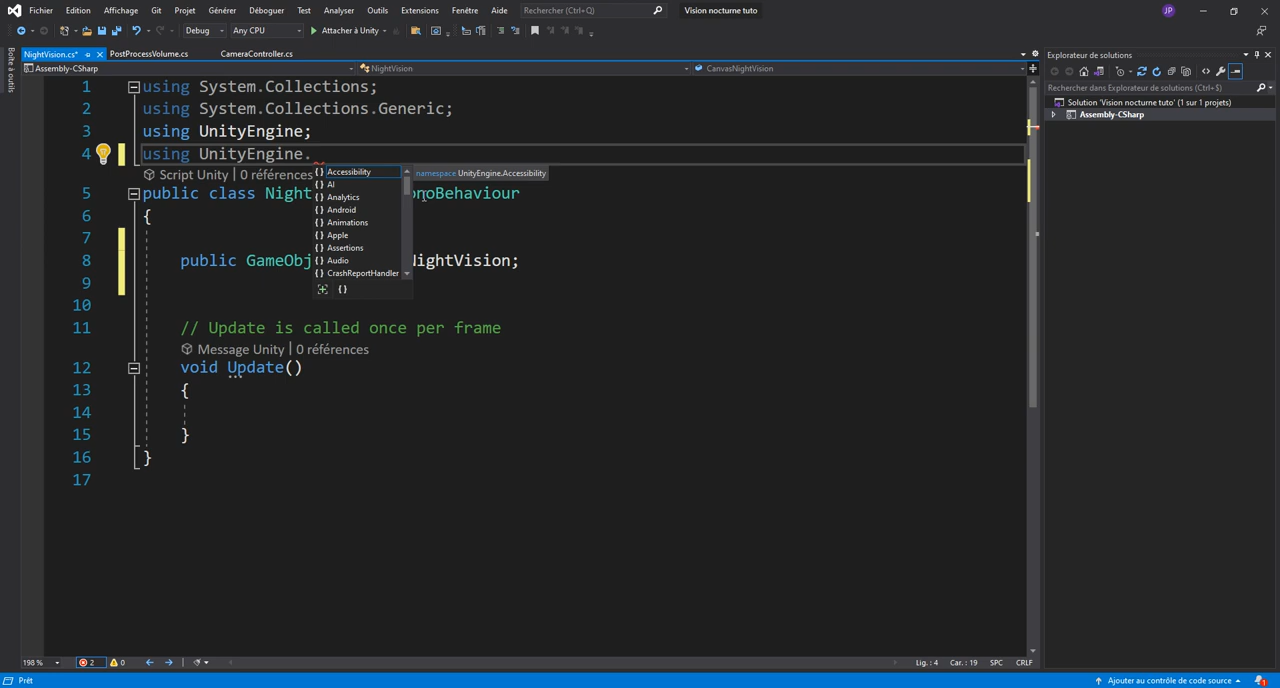 Fichier Edition Affichage Git Projet Générer Déboguer Test Analyser Outils Extensions Fenêtre Aide Rechercher (Ctrl+Q) Vision nocturne tuto JP
Debug Any CPU Attacher à Unity
Boîte à outils
NightVision.cs* PostProcessVolume.cs CameraController.cs
Assembly-CSharp NightVision CanvasNightVision
1 using System.Collections;
2 using System.Collections.Generic;
3 using UnityEngine;
4 using UnityEngine.
Script Unity | 0 références
5 public class Night noBehaviour
6 {
7
8 public GameObj NightVision;
9
10
11 // Update is called once per frame
Message Unity | 0 références
12 void Update()
13 {
14
15 }
16 }
17
{ } Accessibility
{ } AI
{ } Analytics
{ } Android
{ } Animations
{ } Apple
{ } Assertions
{ } Audio
{ } CrashReportHandler
{ }
namespace UnityEngine.Accessibility
Explorateur de solutions
Rechercher dans Explorateur de solutions (Ctrl+$)
Solution 'Vision nocturne tuto' (1 sur 1 projets)
Assembly-CSharp
198 % 2 0 Lig. : 4 Car. : 19 SPC CRLF
Prêt Ajouter au contrôle de code source 1